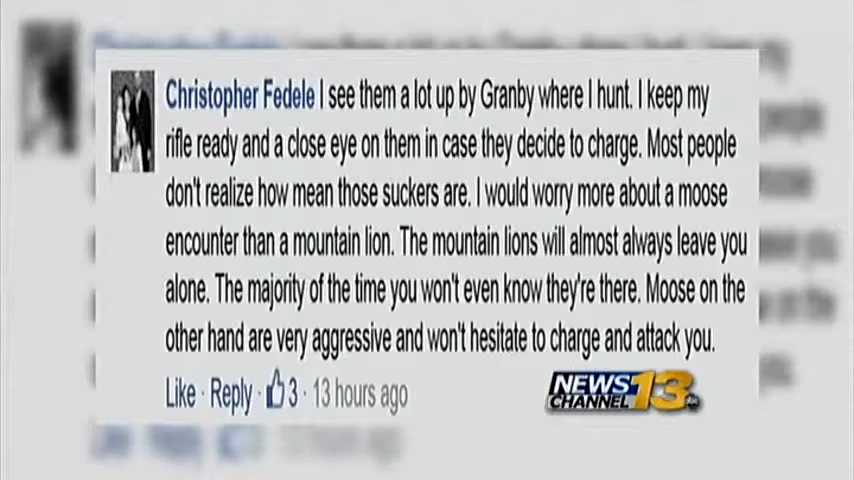 Christopher Fedele I see them a lot up by Granby where I hunt. I keep my
rifle ready and a close eye on them in case they decide to charge. Most people
don't realize how mean those suckers are. I would worry more about a moose
encounter than a mountain lion. The mountain lions will almost always leave you
alone. The majority of the time you won't even know they're there. Moose on the
other hand are very aggressive and won't hesitate to charge and attack you.
Like · Reply · 3 · 13 hours ago
NEWS 13
CHANNEL